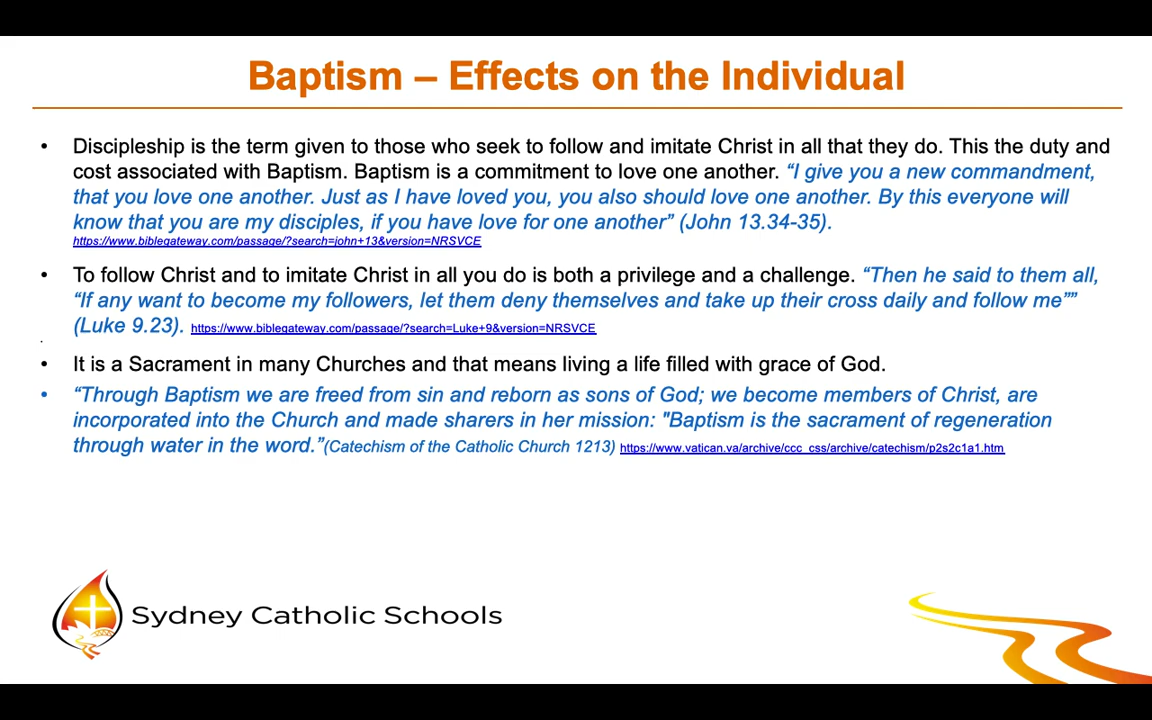 Baptism – Effects on the Individual
• Discipleship is the term given to those who seek to follow and imitate Christ in all that they do. This the duty and
cost associated with Baptism. Baptism is a commitment to love one another. “I give you a new commandment,
that you love one another. Just as I have loved you, you also should love one another. By this everyone will
know that you are my disciples, if you have love for one another” (John 13.34-35).
https://www.biblegateway.com/passage/?search=john+13&version=NRSVCE
• To follow Christ and to imitate Christ in all you do is both a privilege and a challenge. “Then he said to them all,
“If any want to become my followers, let them deny themselves and take up their cross daily and follow me””
(Luke 9.23). https://www.biblegateway.com/passage/?search=Luke+9&version=NRSVCE
• It is a Sacrament in many Churches and that means living a life filled with grace of God.
• “Through Baptism we are freed from sin and reborn as sons of God; we become members of Christ, are
incorporated into the Church and made sharers in her mission: "Baptism is the sacrament of regeneration
through water in the word.”(Catechism of the Catholic Church 1213) https://www.vatican.va/archive/ccc_css/archive/catechism/p2s2c1a1.htm
Sydney Catholic Schools